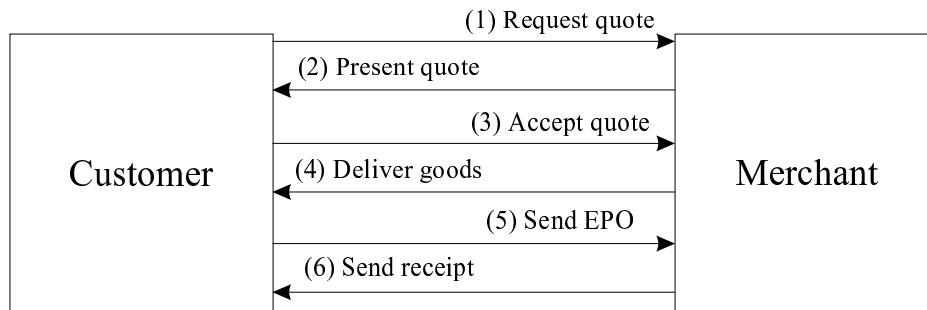 (1) Request quote
(2) Present quote
(3) Accept quote
Customer
(4) Deliver goods
Merchant
(5) Send EPO
(6) Send receipt